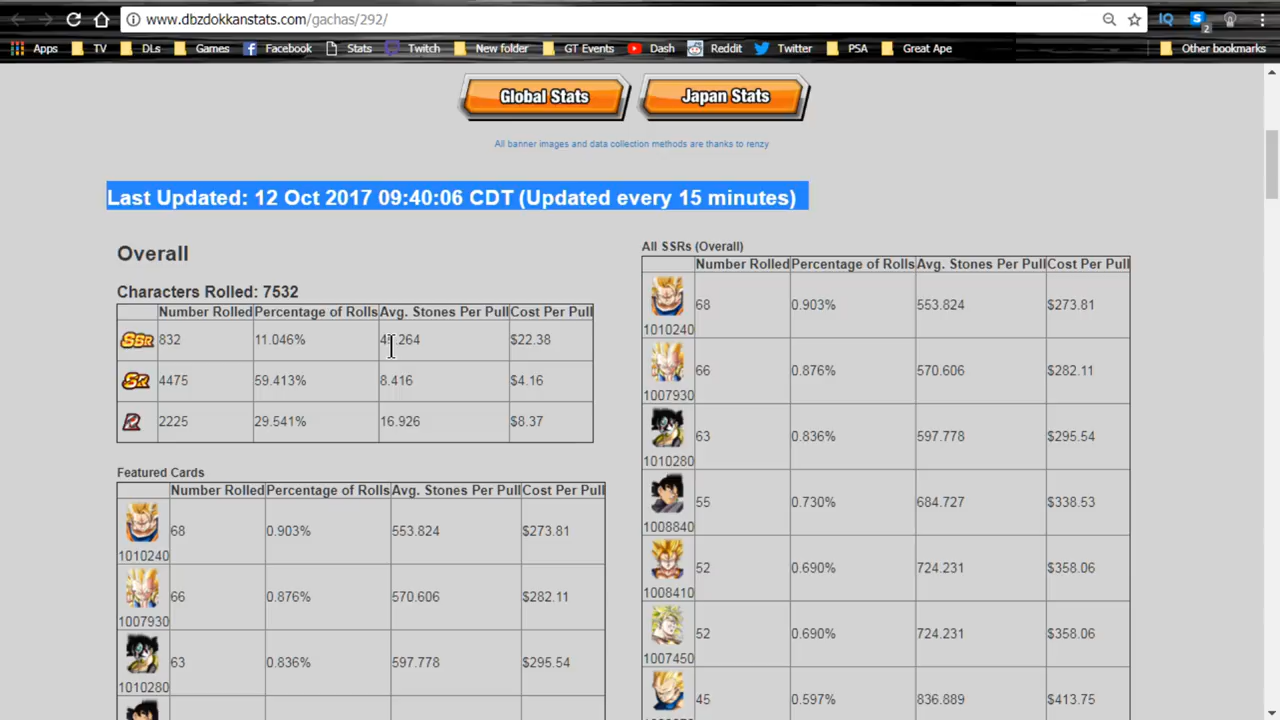 www.dbzdokkanstats.com/gachas/292/
Apps TV DLs Games Facebook Stats Twitch New folder GT Events Dash Reddit Twitter PSA Great Ape Other bookmarks
Global Stats Japan Stats
All banner images and data collection methods are thanks to renzy
Last Updated: 12 Oct 2017 09:40:06 CDT (Updated every 15 minutes)
Overall
Characters Rolled: 7532
Number Rolled Percentage of Rolls Avg. Stones Per Pull Cost Per Pull
SSR 832 11.046% $22.38
SR 4475 59.413% 8.416 $4.16
R 2225 29.541% 16.926 $8.37
Featured Cards
Number Rolled Percentage of Rolls Avg. Stones Per Pull Cost Per Pull
68 0.903% 553.824 $273.81
1010240
66 0.876% 570.606 $282.11
1007930
63 0.836% 597.778 $295.54
1010280
All SSRs (Overall)
Number Rolled Percentage of Rolls Avg. Stones Per Pull Cost Per Pull
68 0.903% 553.824 $273.81
1010240
66 0.876% 570.606 $282.11
1007930
63 0.836% 597.778 $295.54
1010280
55 0.730% 684.727 $338.53
1008840
52 0.690% 724.231 $358.06
1008410
52 0.690% 724.231 $358.06
1007450
45 0.597% 836.889 $413.75